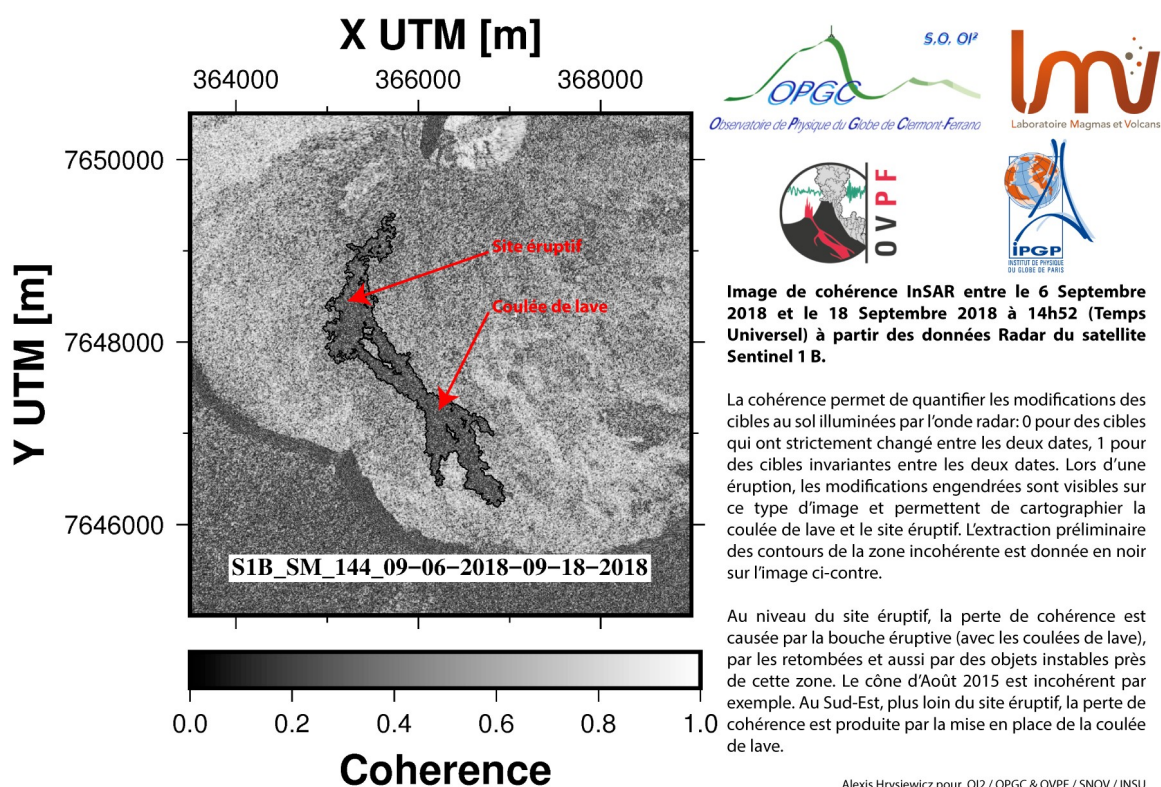 X UTM [m]
364000 366000 368000
7650000
7648000
7646000
Y UTM [m]
Site éruptif
Coulée de lave
S1B_SM_144_09-06-2018-09-18-2018
0.0 0.2 0.4 0.6 0.8 1.0
Coherence
S.O. OI²
OPGC
Observatoire de Physique du Globe de Clermont-Ferrand
lmv
Laboratoire Magmas et Volcans
OVPF
iPGP
INSTITUT DE PHYSIQUE
DU GLOBE DE PARIS
Image de cohérence InSAR entre le 6 Septembre
2018 et le 18 Septembre 2018 à 14h52 (Temps
Universel) à partir des données Radar du satellite
Sentinel 1 B.
La cohérence permet de quantifier les modifications des
cibles au sol illuminées par l'onde radar: 0 pour des cibles
qui ont strictement changé entre les deux dates, 1 pour
des cibles invariantes entre les deux dates. Lors d'une
éruption, les modifications engendrées sont visibles sur
ce type d'image et permettent de cartographier la
coulée de lave et le site éruptif. L'extraction préliminaire
des contours de la zone incohérente est donnée en noir
sur l'image ci-contre.
Au niveau du site éruptif, la perte de cohérence est
causée par la bouche éruptive (avec les coulées de lave),
par les retombées et aussi par des objets instables près
de cette zone. Le cône d'Août 2015 est incohérent par
exemple. Au Sud-Est, plus loin du site éruptif, la perte de
cohérence est produite par la mise en place de la coulée
de lave.
Alexis Hrysiewicz pour OI2 / OPGC & OVPF / SNOV / INSU